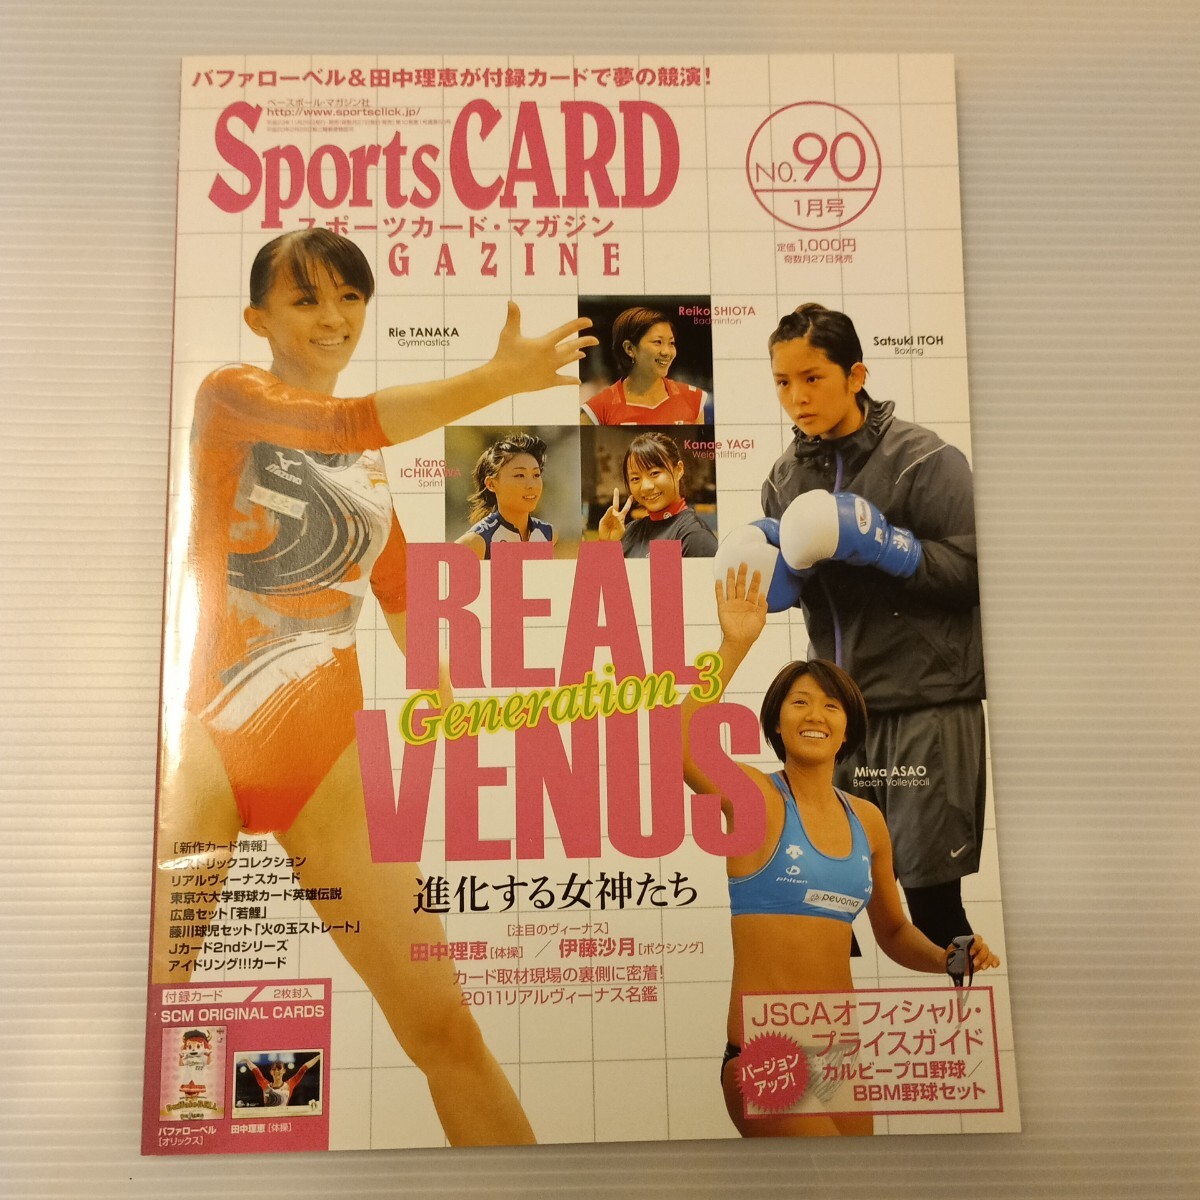 バファローベル&田中理恵が付録カードで夢の競演!
ベースボール・マガジン社
http://www.sportsclick.jp/
Sports CARD
スポーツカード・マガジン
GAZINE
No.90
1月号
定価1,000円
奇数月27日発売
Rie TANAKA
Gymnastics
Reiko SHIOTA
Badminton
Satsuki ITOH
Boxing
Kana
ICHIKAWA
Sprint
Kanae YAGI
Weightlifting
MIZUNO
REAL
Generation 3
VENUS
Miwa ASAO
Beach Volleyball
phiten
pevonia
進化する女神たち
[注目のヴィーナス]
田中理恵[体操]/伊藤沙月[ボクシング]
カード取材現場の裏側に密着!
2011リアルヴィーナス名鑑
[新作カード情報]
ヒストリックコレクション
リアルヴィーナスカード
東京六大学野球カード英雄伝説
広島セット「若鯉」
藤川球児セット「火の玉ストレート」
Jカード2ndシリーズ
アイドリング!!!カード
付録カード/2枚封入
SCM ORIGINAL CARDS
バファローベル
[オリックス]
田中理恵[体操]
JSCAオフィシャル・
プライスガイド
バージョン
アップ!
カルビープロ野球/
BBM野球セット